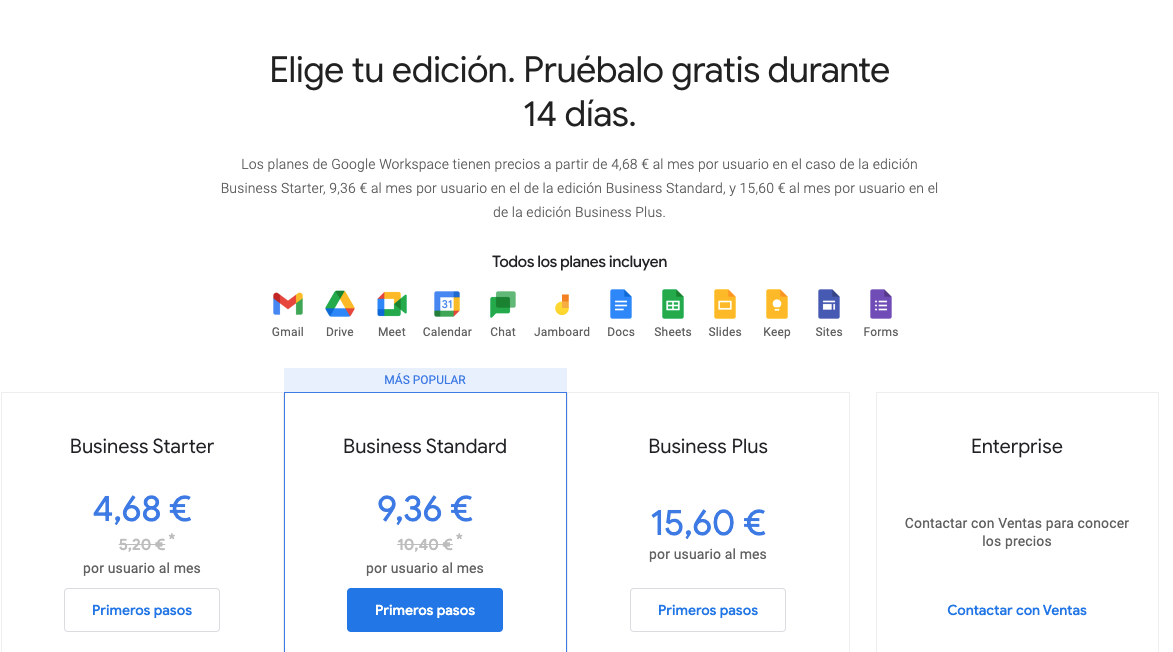 Elige tu edición. Pruébalo gratis durante
14 días.
Los planes de Google Workspace tienen precios a partir de 4,68 € al mes por usuario en el caso de la edición
Business Starter, 9,36 € al mes por usuario en el de la edición Business Standard, y 15,60 € al mes por usuario en el
de la edición Business Plus.
Todos los planes incluyen
31
Gmail Drive Meet Calendar Chat Jamboard Docs Sheets Slides Keep Sites Forms
MÁS POPULAR
Business Starter
4,68 €
5,20 € *
por usuario al mes
Primeros pasos
Business Standard
9,36 €
10,40 € *
por usuario al mes
Primeros pasos
Business Plus
15,60 €
por usuario al mes
Primeros pasos
Enterprise
Contactar con Ventas para conocer
los precios
Contactar con Ventas